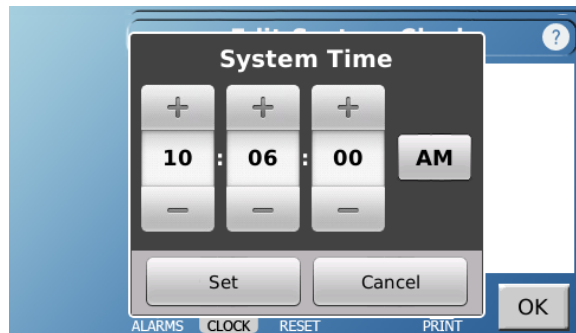 System Time
+ + +
10 : 06 : 00 AM
− − −
Set Cancel
?
OK
ALARMS CLOCK RESET PRINT